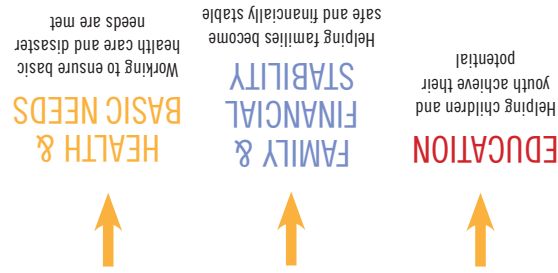 EDUCATION
Helping children and
youth achieve their
potential
FAMILY &
FINANCIAL
STABILITY
Helping families become
safe and financially stable
HEALTH &
BASIC NEEDS
Working to ensure basic
health care and disaster
needs are met